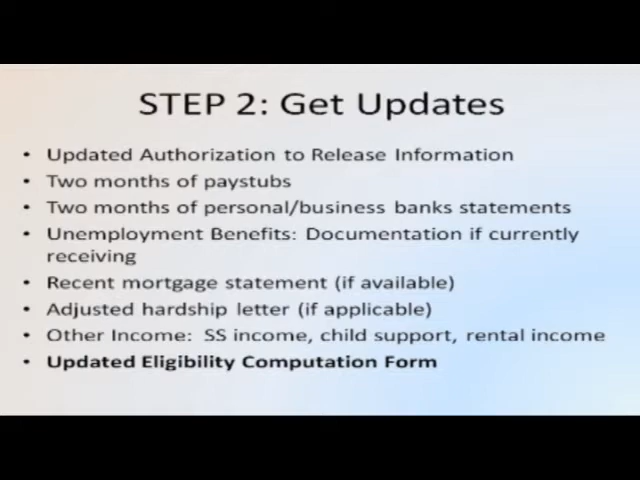 STEP 2: Get Updates
• Updated Authorization to Release Information
• Two months of paystubs
• Two months of personal/business banks statements
• Unemployment Benefits: Documentation if currently
receiving
• Recent mortgage statement (if available)
• Adjusted hardship letter (if applicable)
• Other Income: SS income, child support, rental income
• Updated Eligibility Computation Form